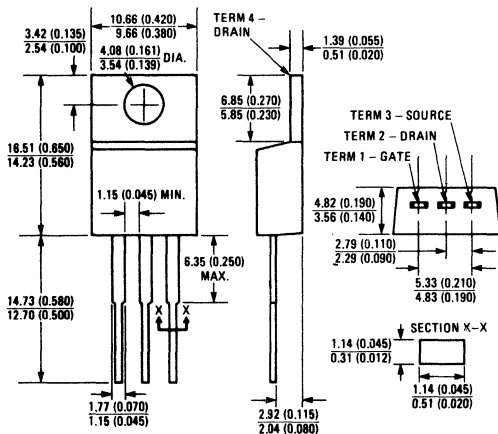 10.66 (0.420)
9.66 (0.380)
3.42 (0.135)
2.54 (0.100)
4.08 (0.161)
3.54 (0.139)
DIA.
TERM 4 –
DRAIN
1.39 (0.055)
0.51 (0.020)
6.85 (0.270)
5.85 (0.230)
TERM 3 – SOURCE
TERM 2 – DRAIN
TERM 1 – GATE
16.51 (0.650)
14.23 (0.560)
1.15 (0.045) MIN.
4.82 (0.190)
3.56 (0.140)
2.79 (0.110)
2.29 (0.090)
6.35 (0.250)
MAX.
5.33 (0.210)
4.83 (0.190)
14.73 (0.580)
12.70 (0.500)
X X
SECTION X–X
1.14 (0.045)
0.31 (0.012)
1.14 (0.045)
0.51 (0.020)
1.77 (0.070)
1.15 (0.045)
2.92 (0.115)
2.04 (0.080)